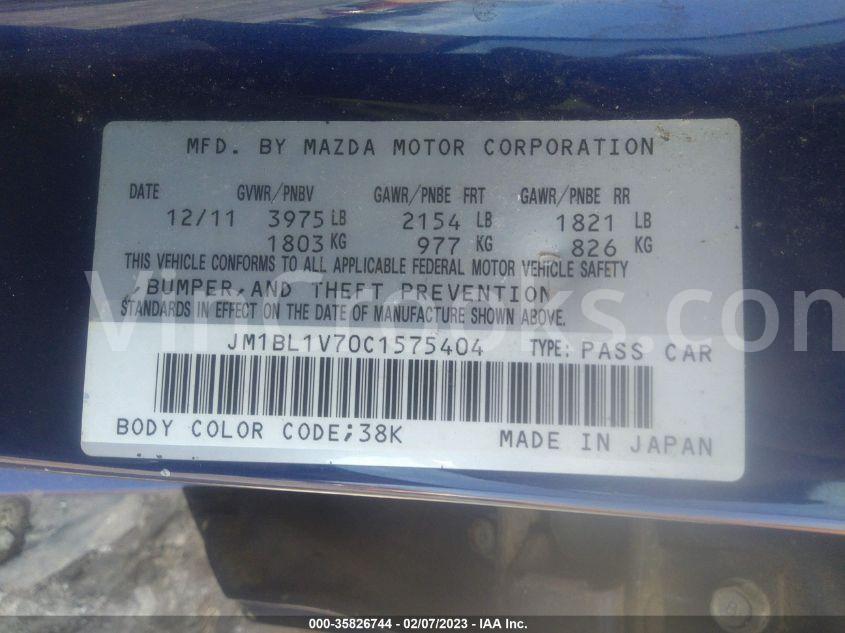 MFD. BY MAZDA MOTOR CORPORATION
DATE GVWR/PNBV GAWR/PNBE FRT GAWR/PNBE RR
12/11 3975 LB 2154 LB 1821 LB
1803 KG 977 KG 826 KG
THIS VEHICLE CONFORMS TO ALL APPLICABLE FEDERAL MOTOR VEHICLE SAFETY
,BUMPER,AND THEFT PREVENTION
STANDARDS IN EFFECT ON THE DATE OF MANUFACTURE SHOWN ABOVE.
VinCrooks.com
JM1BL1V70C1575404 TYPE: PASS CAR
BODY COLOR CODE;38K MADE IN JAPAN
000-35826744 - 02/07/2023 - IAA Inc.